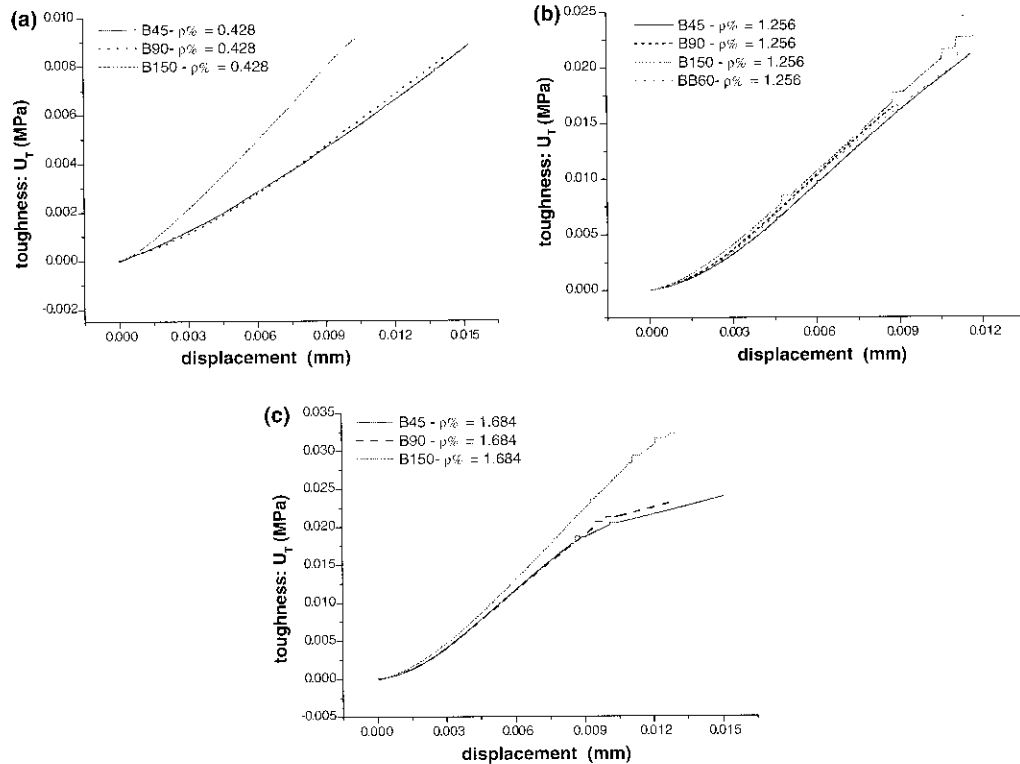 (a)
B45- ρ% = 0.428
B90- ρ% = 0.428
B150- ρ% = 0.428
toughness: U_T (MPa)
0.010
0.008
0.006
0.004
0.002
0.000
-0.002
0.000 0.003 0.006 0.009 0.012 0.015
displacement (mm)
(b)
B45 - ρ% = 1.256
B90 - ρ% = 1.256
B150 - ρ% = 1.256
BB60- ρ% = 1.256
toughness: U_T (MPa)
0.025
0.020
0.015
0.010
0.005
0.000
0.000 0.003 0.006 0.009 0.012
displacement (mm)
(c)
B45 - ρ% = 1.684
B90 - ρ% = 1.684
B150- ρ% = 1.684
toughness: U_T (MPa)
0.035
0.030
0.025
0.020
0.015
0.010
0.005
0.000
-0.005
0.000 0.003 0.006 0.009 0.012 0.015
displacement (mm)